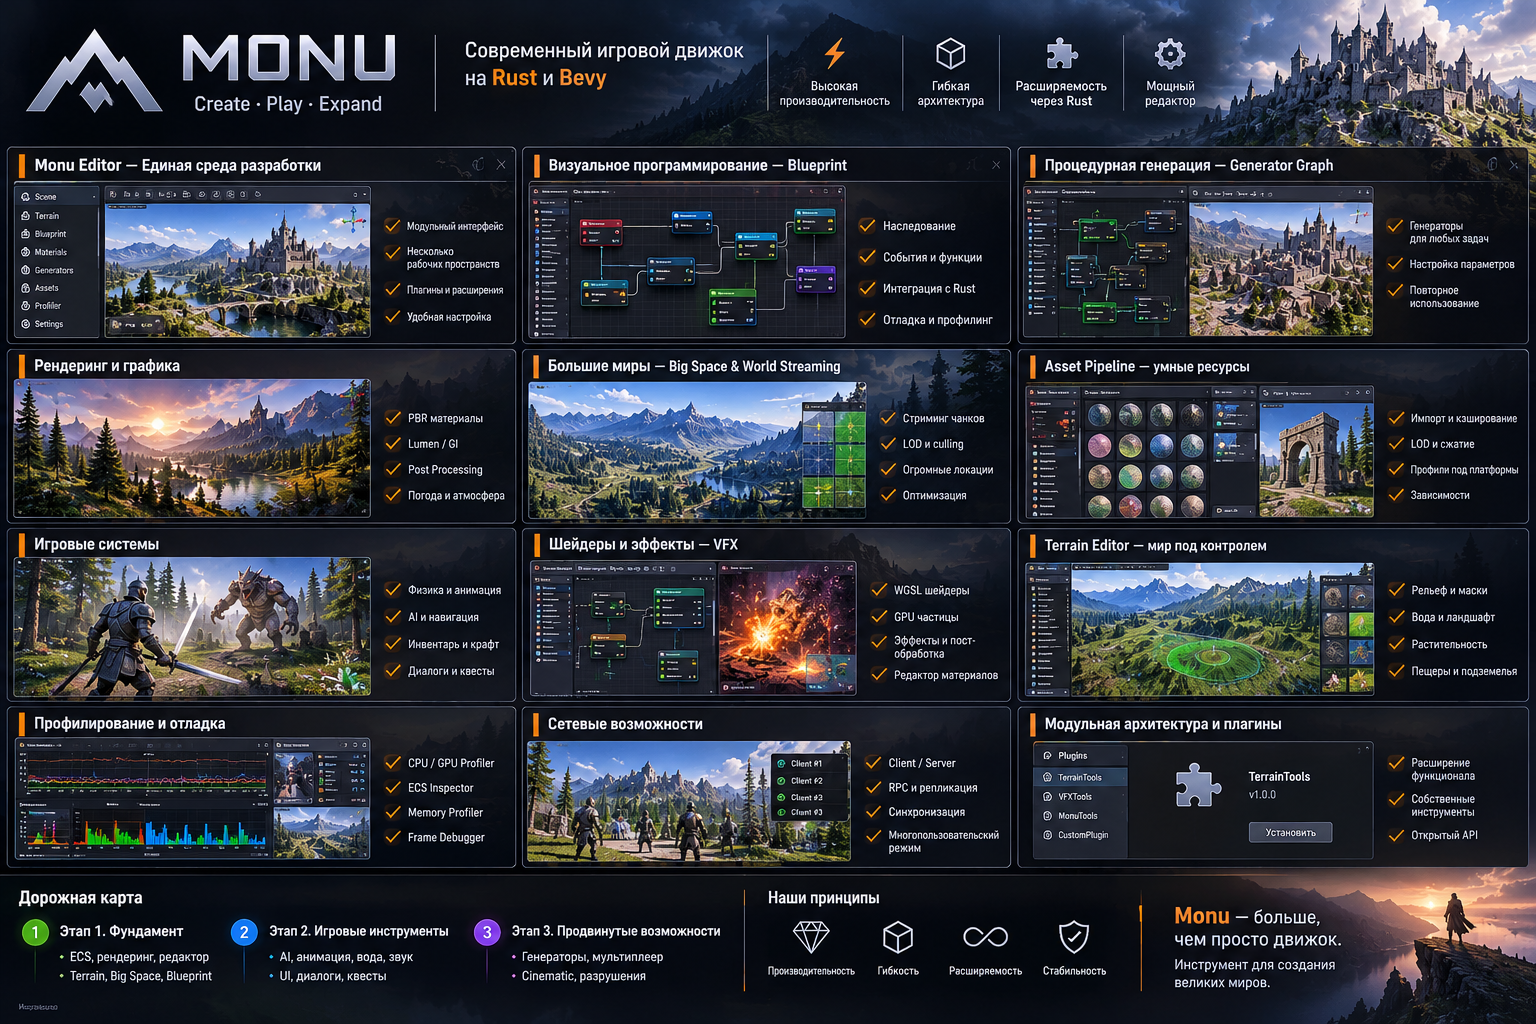 MONU
Create · Play · Expand
Современный игровой движок
на Rust и Bevy
Высокая
производительность
Гибкая
архитектура
Расширяемость
через Rust
Мощный
редактор
Monu Editor — Единая среда разработки
Scene
Terrain
Blueprint
Materials
Generators
Assets
Profiller
Settings
Модульный интерфейс
Несколько
рабочих пространств
Плагины и расширения
Удобная настройка
Визуальное программирование — Blueprint
Наследование
События и функции
Интеграция с Rust
Отладка и профилинг
Процедурная генерация — Generator Graph
Генераторы
для любых задач
Настройка параметров
Повторное
использование
Рендеринг и графика
PBR материалы
Lumen / GI
Post Processing
Погода и атмосфера
Большие миры — Big Space & World Streaming
Стриминг чанков
LOD и culling
Огромные локации
Оптимизация
Asset Pipeline — умные ресурсы
Импорт и кэширование
LOD и сжатие
Профили под платформы
Зависимости
Игровые системы
Физика и анимация
AI и навигация
Инвентарь и крафт
Диалоги и квесты
Шейдеры и эффекты — VFX
WGSL шейдеры
GPU частицы
Эффекты и пост-
обработка
Редактор материалов
Terrain Editor — мир под контролем
Рельеф и маски
Вода и ландшафт
Растительность
Пещеры и подземелья
Профилирование и отладка
CPU / GPU Profiler
ECS Inspector
Memory Profiler
Frame Debugger
Сетевые возможности
Client #1
Client #2
Client #3
Client #3
Client / Server
RPC и репликация
Синхронизация
Многопользовательский
режим
Модульная архитектура и плагины
Plugins
TerrainTools
VFXTools
MonuTools
CustomPlugin
TerrainTools
v1.0.0
Установить
Расширение
функционала
Собственные
инструменты
Открытый API
Дорожная карта
1 Этап 1. Фундамент
• ECS, рендеринг, редактор
• Terrain, Big Space, Blueprint
2 Этап 2. Игровые инструменты
• AI, анимация, вода, звук
• UI, диалоги, квесты
3 Этап 3. Продвинутые возможности
• Генераторы, мультиплеер
• Cinematic, разрушения
Наши принципы
Производительность
Гибкость
Расширяемость
Стабильность
Monu — больше,
чем просто движок.
Инструмент для создания
великих миров.